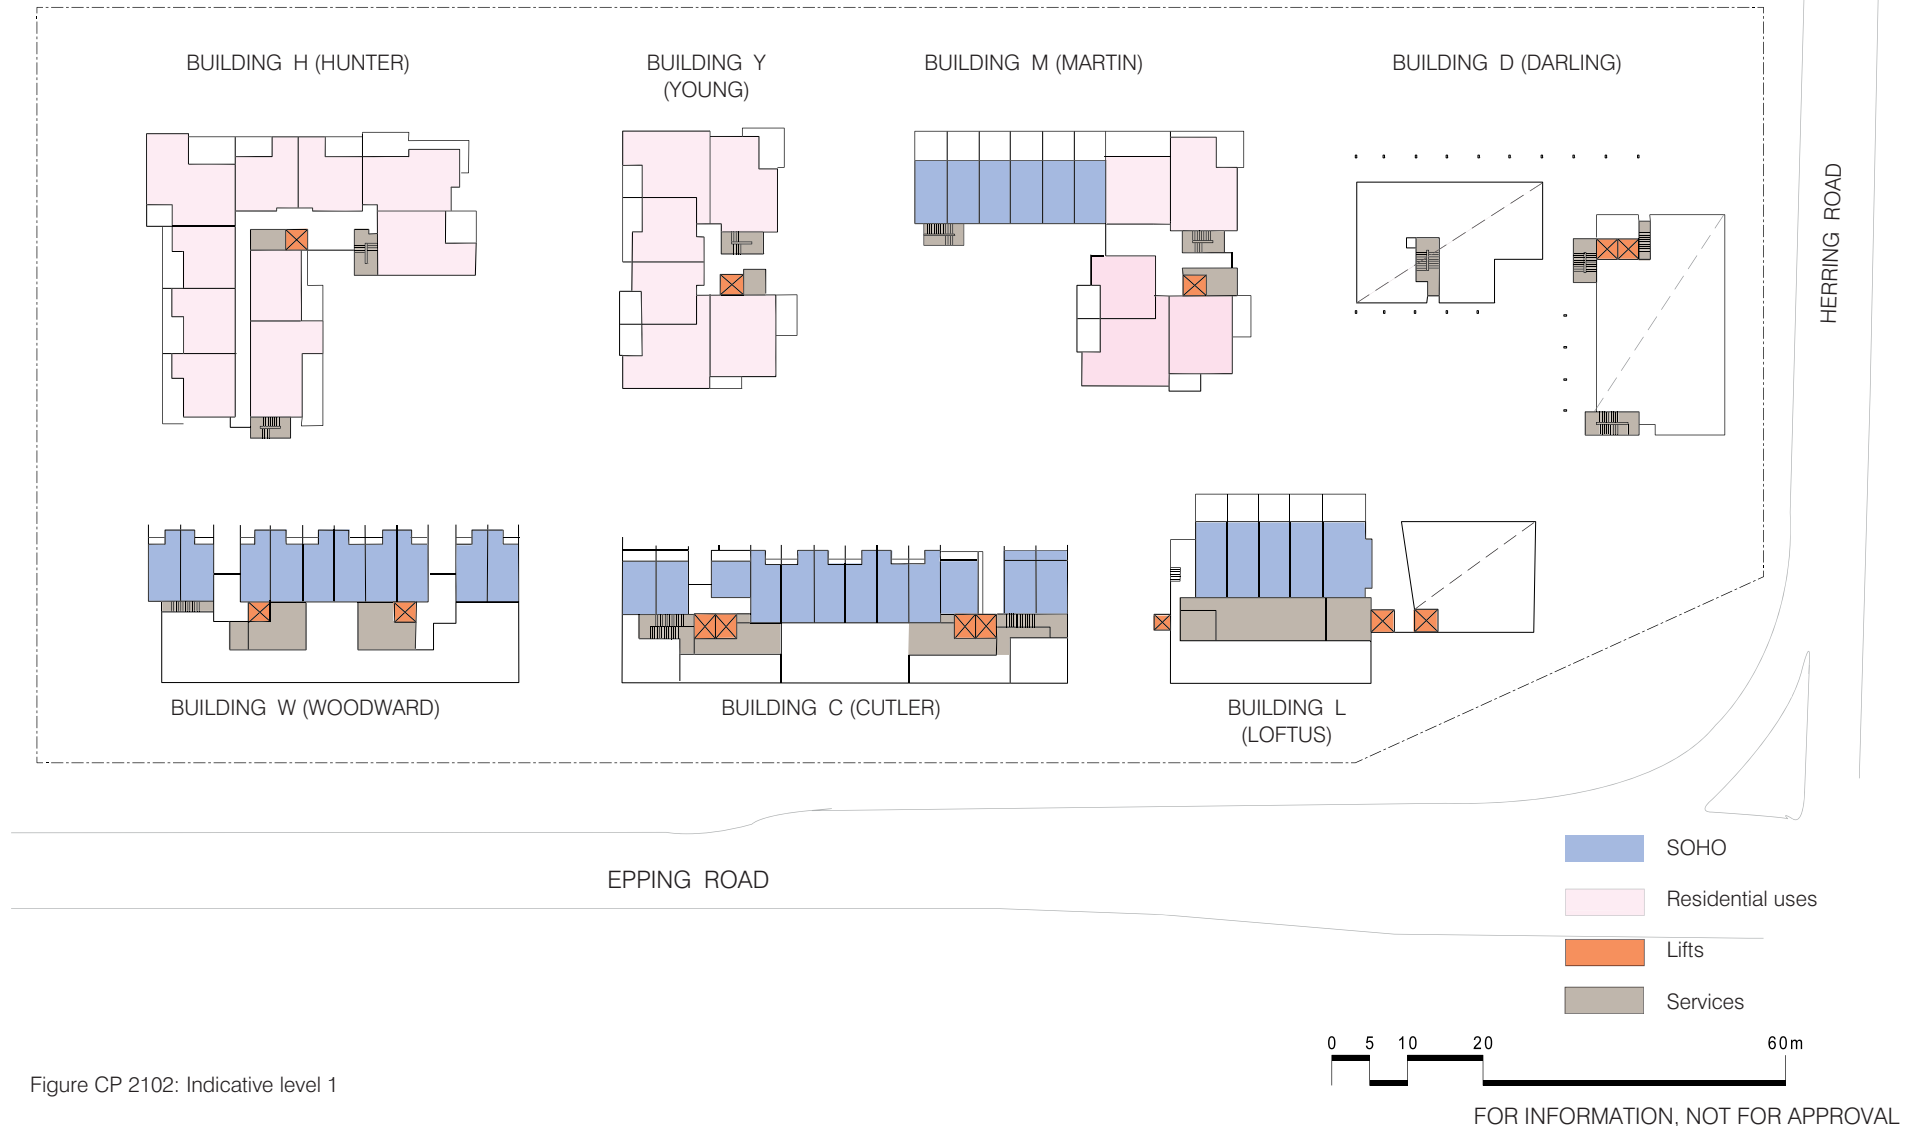 BUILDING H (HUNTER)
BUILDING Y
(YOUNG)
BUILDING M (MARTIN)
BUILDING D (DARLING)
HERRING ROAD
BUILDING W (WOODWARD)
BUILDING C (CUTLER)
BUILDING L
(LOFTUS)
EPPING ROAD
SOHO
Residential uses
Lifts
Services
0 5 10 20 60m
Figure CP 2102: Indicative level 1
FOR INFORMATION, NOT FOR APPROVAL